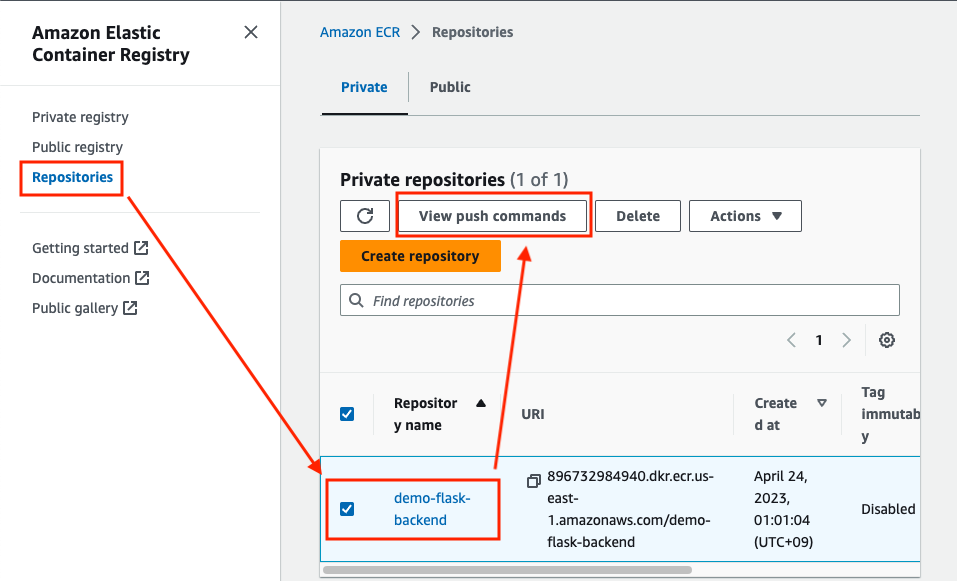 Amazon Elastic
Container Registry
Private registry
Public registry
Repositories
Getting started
Documentation
Public gallery
Amazon ECR
Repositories
Private
Public
Private repositories (1 of 1)
View push commands
Delete
Actions
Create repository
Find repositories
1
Repositor
y name
URI
Create
d at
Tag
immutab
y
demo-flask-
backend
896732984940.dkr.ecr.us-
east-
1.amazonaws.com/demo-
flask-backend
April 24,
2023,
01:01:04
(UTC+09)
Disabled